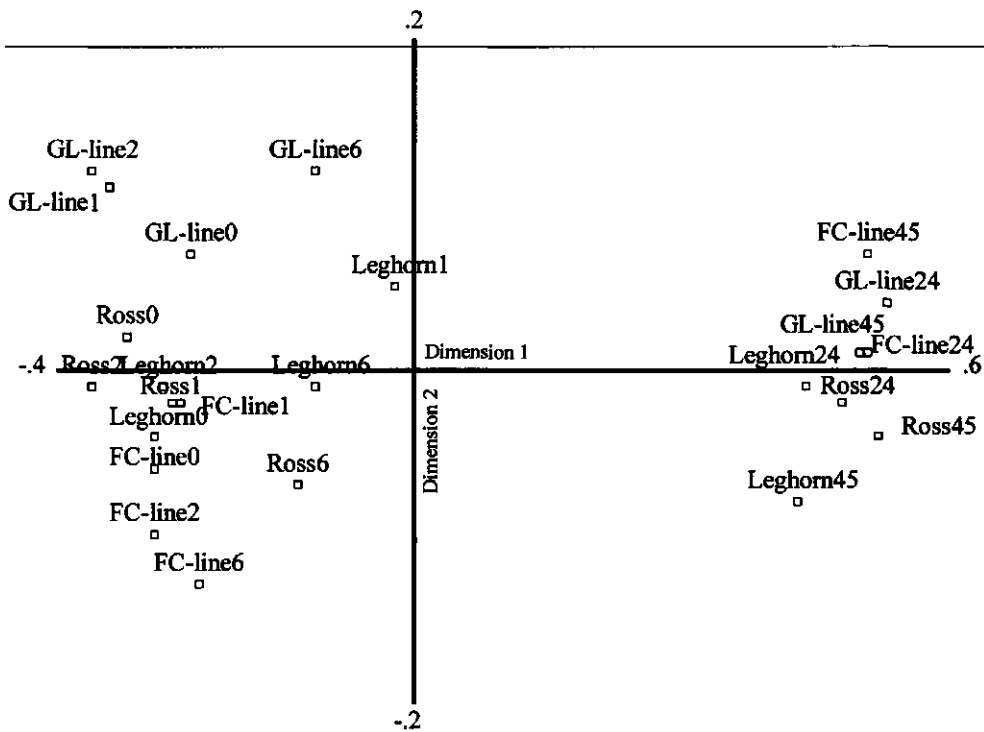 .2
GL-line2
GL-line6
GL-line1
GL-line0
FC-line45
Leghorn1
GL-line24
Ross0
GL-line45
Dimension 1
Leghorn24
FC-line24
-.4
.6
Ross2
Leghorn2
Leghorn6
Ross1
Ross24
FC-line1
Leghorn0
Ross45
Dimension 2
FC-line0
Ross6
Leghorn45
FC-line2
FC-line6
-.2